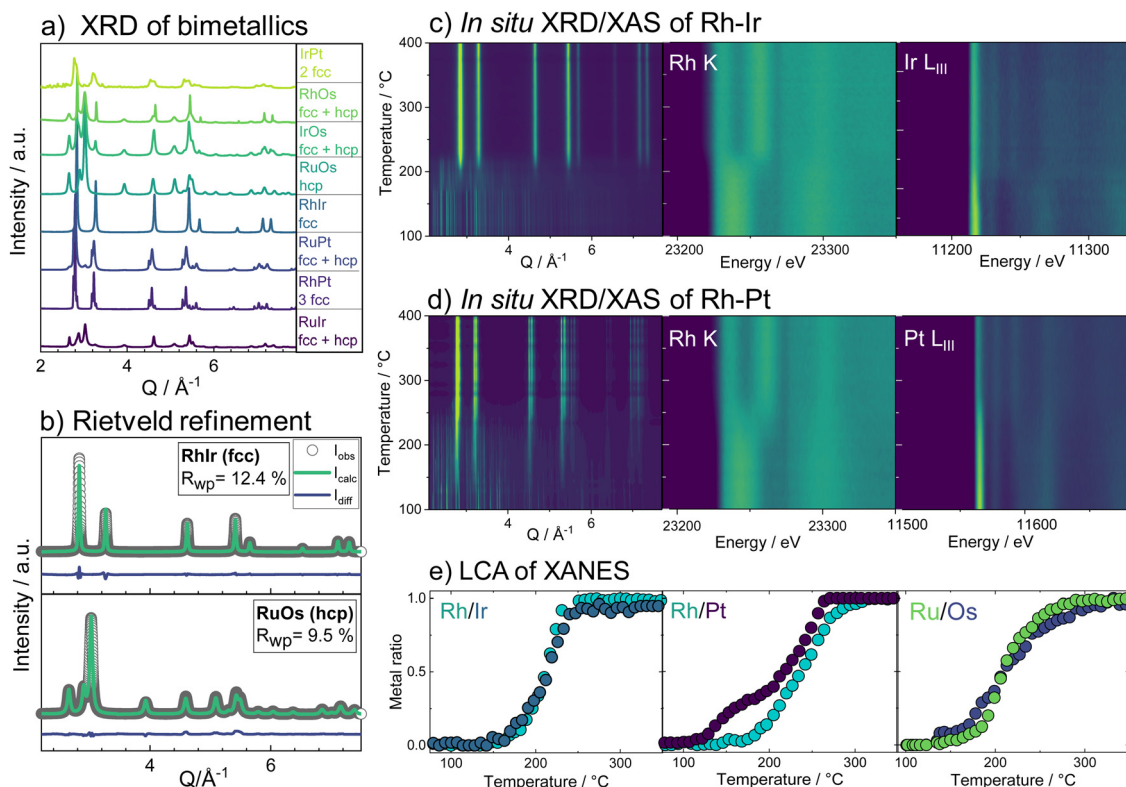 a) XRD of bimetallics
Intensity / a.u.
IrPt
2 fcc
RhOs
fcc + hcp
IrOs
fcc + hcp
RuOs
hcp
RhIr
fcc
RuPt
fcc + hcp
RhPt
3 fcc
RuIr
fcc + hcp
2 4 6
Q / Å-1
b) Rietveld refinement
Intensity / a.u.
RhIr (fcc)
Rwp= 12.4 %
Iobs
Icalc
Idiff
RuOs (hcp)
Rwp= 9.5 %
4 6
Q/Å-1
c) In situ XRD/XAS of Rh-Ir
Temperature / °C
400
300
200
100
Rh K
Ir LIII
4 6
Q / Å-1
23200 23300
Energy / eV
11200 11300
Energy / eV
d) In situ XRD/XAS of Rh-Pt
Temperature / °C
400
300
200
100
Rh K
Pt LIII
4 6
Q / Å-1
23200 23300
Energy / eV
11500 11600
Energy / eV
e) LCA of XANES
Metal ratio
1.0
0.5
0.0
Rh/Ir
Rh/Pt
Ru/Os
100 200 300
Temperature / °C
100 200 300
Temperature / °C
100 200 300
Temperature / °C